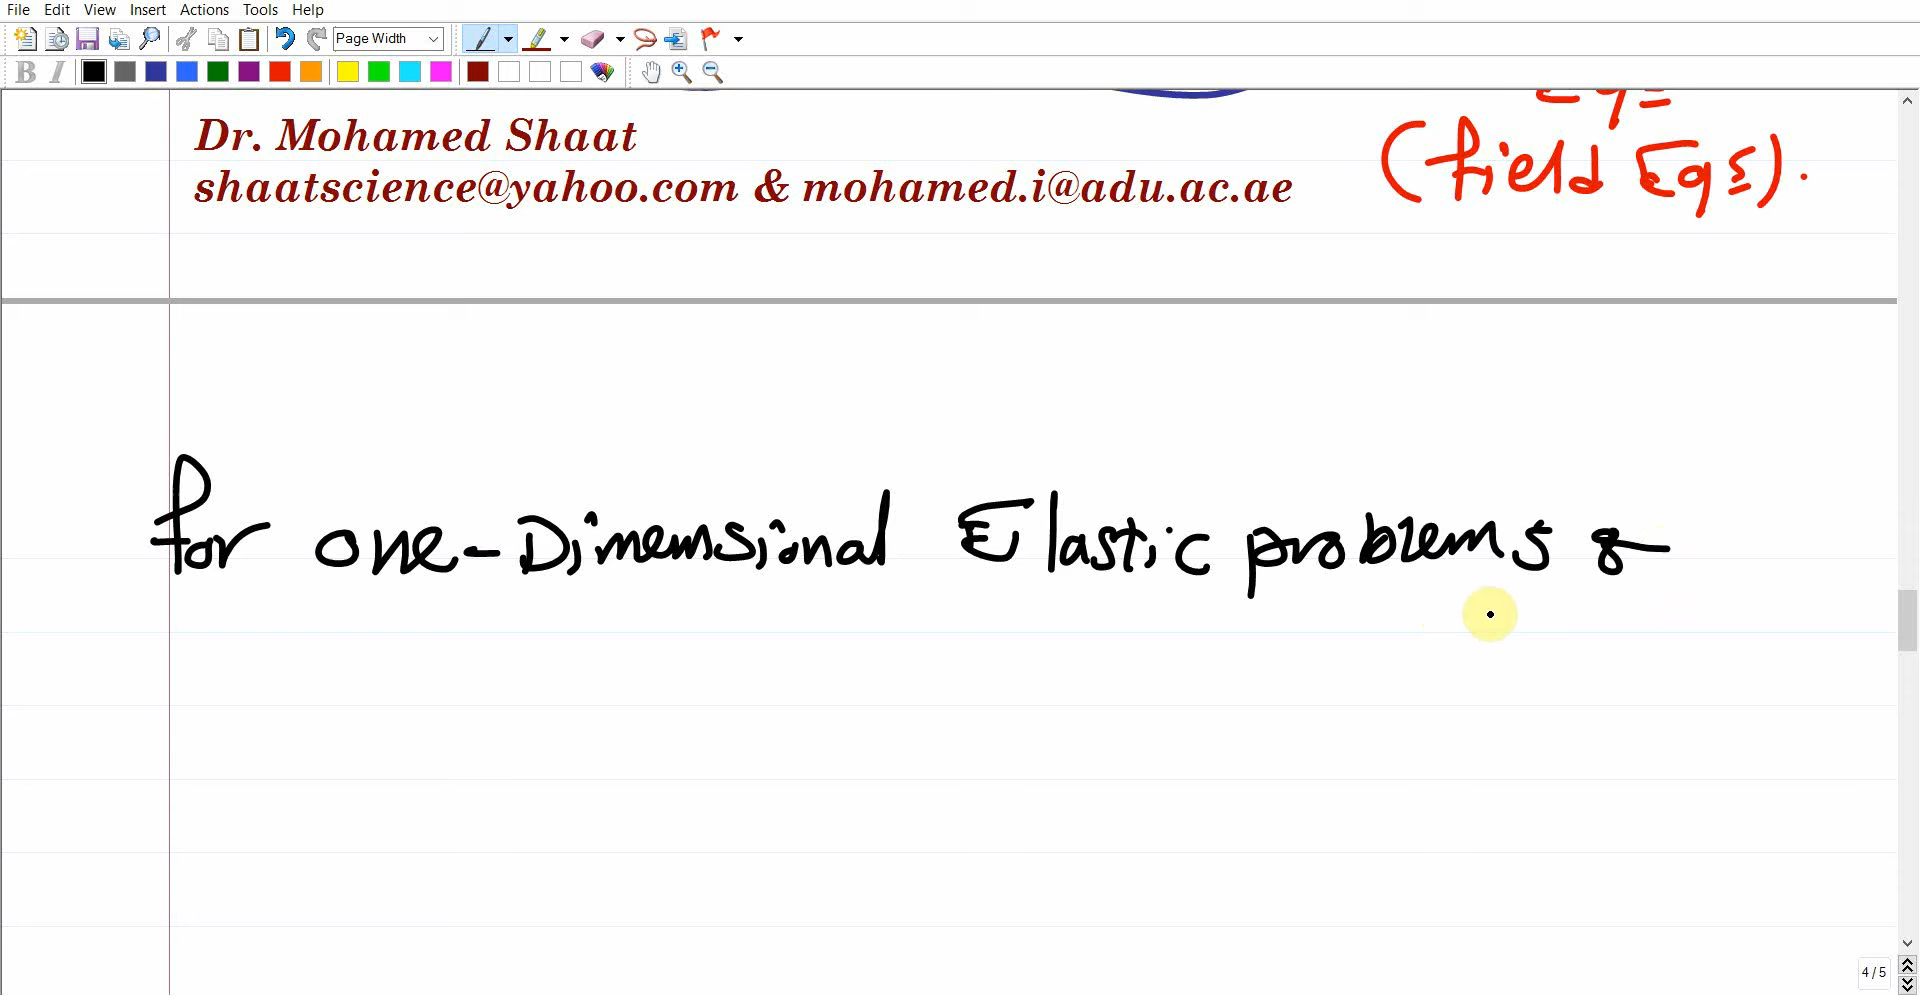 File Edit View Insert Actions Tools Help
Page Width
B I
Eqs
Dr. Mohamed Shaat
(field Eqs).
shaatscience@yahoo.com & mohamed.i@adu.ac.ae
for one-Dimensional Elastic problems :-
4/5